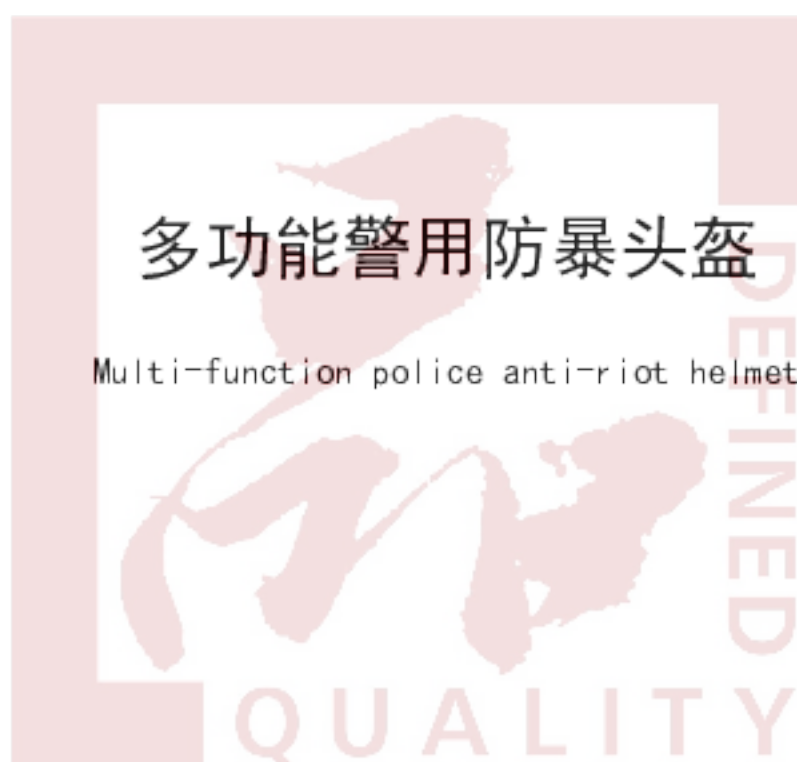 多功能警用防暴头盔
Multi-function police anti-riot helmet
DEFINED
QUALITY